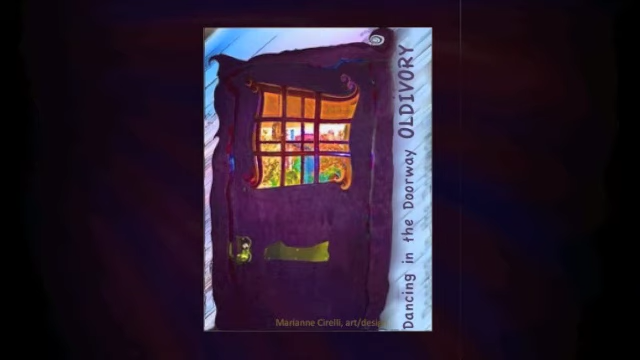 Dancing in the Doorway OLDIVORY
Marianne Cirelli, art/design